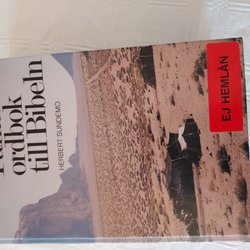 ordbok
till Bibeln
HERBERT SUNDEMO
EJ HEMLÅN